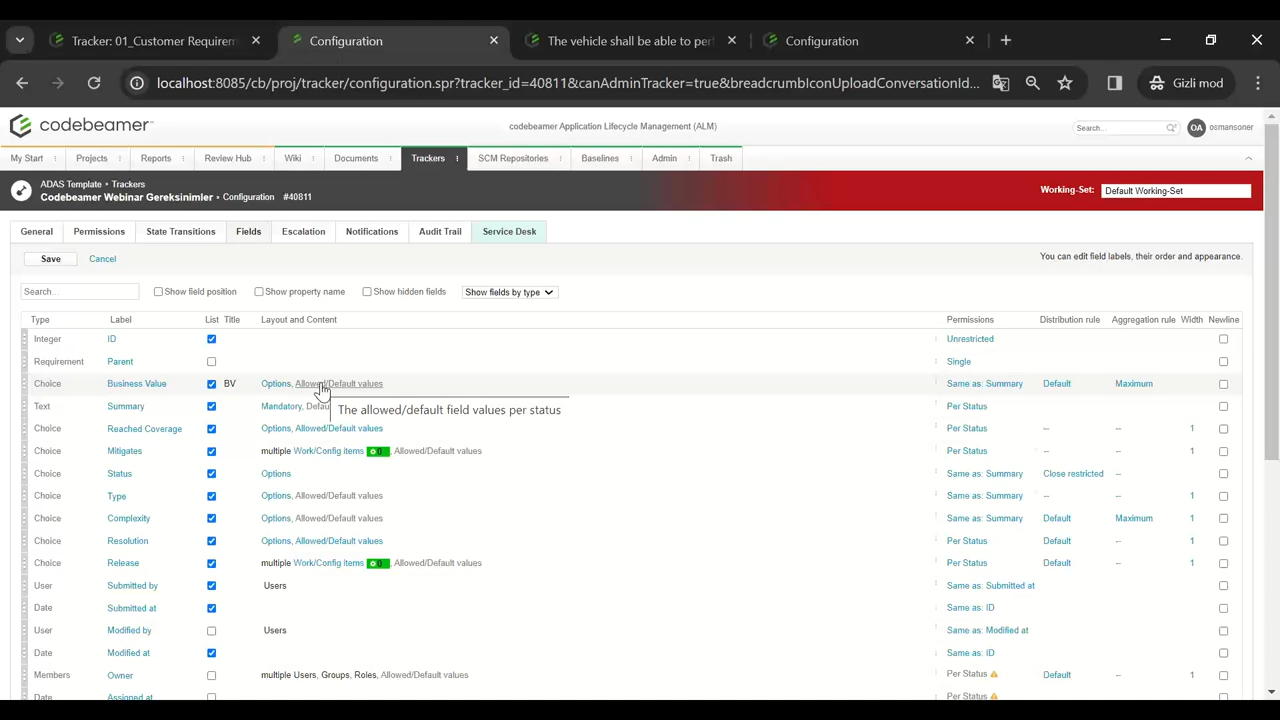 Tracker: 01_Customer Requiremen
Configuration
The vehicle shall be able to perf
Configuration
localhost:8085/cb/proj/tracker/configuration.spr?tracker_id=40811&canAdminTracker=true&breadcrumbIconUploadConversationId...
Gizli mod
codebeamer
codebeamer Application Lifecycle Management (ALM)
Search...
OA
osmansoner
My Start
Projects
Reports
Review Hub
Wiki
Documents
Trackers
SCM Repositories
Baselines
Admin
Trash
ADAS Template • Trackers
Codebeamer Webinar Gereksinimler • Configuration #40811
Working-Set: Default Working-Set
General
Permissions
State Transitions
Fields
Escalation
Notifications
Audit Trail
Service Desk
Save
Cancel
You can edit field labels, their order and appearance.
Search...
Show field position
Show property name
Show hidden fields
Show fields by type
Type Label List Title Layout and Content Permissions Distribution rule Aggregation rule Width Newline
Integer ID Unrestricted
Requirement Parent Single
Choice Business Value BV Options, Allowed/Default values Same as: Summary Default Maximum
The allowed/default field values per status
Text Summary Mandatory, Defau Per Status
Choice Reached Coverage Options, Allowed/Default values Per Status -- -- 1
Choice Mitigates multiple Work/Config items 0 , Allowed/Default values Per Status 1
Choice Status Options Same as: Summary Close restricted --
Choice Type Options, Allowed/Default values Same as: Summary -- -- 1
Choice Complexity Options, Allowed/Default values Same as: Summary Default Maximum 1
Choice Resolution Options, Allowed/Default values Per Status Default 1
Choice Release multiple Work/Config items 0 , Allowed/Default values Per Status Default 1
User Submitted by Users Same as: Submitted at
Date Submitted at Same as: ID
User Modified by Users Same as: Modified at
Date Modified at Same as: ID
Members Owner multiple Users, Groups, Roles, Allowed/Default values Per Status Default 1
Date Assigned at Per Status